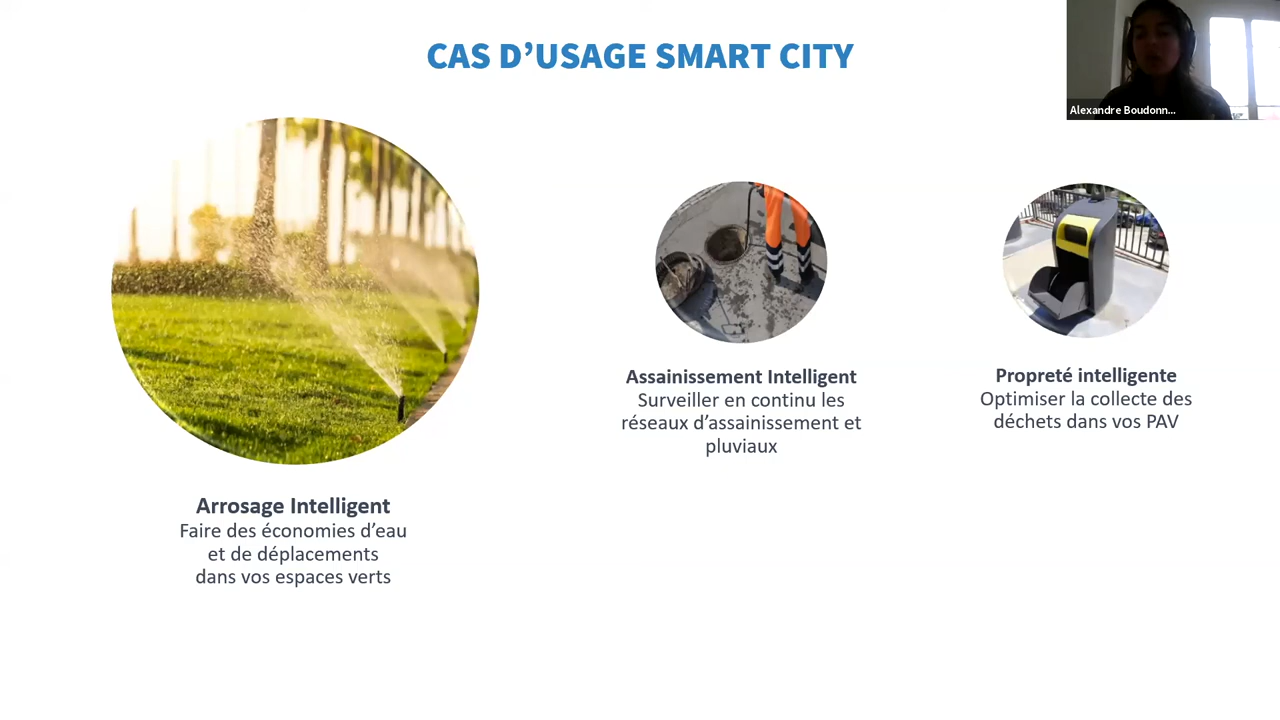 CAS D’USAGE SMART CITY
Alexandre Boudonn...
Arrosage Intelligent
Faire des économies d’eau
et de déplacements
dans vos espaces verts
Assainissement Intelligent
Surveiller en continu les
réseaux d’assainissement et
pluviaux
Propreté intelligente
Optimiser la collecte des
déchets dans vos PAV